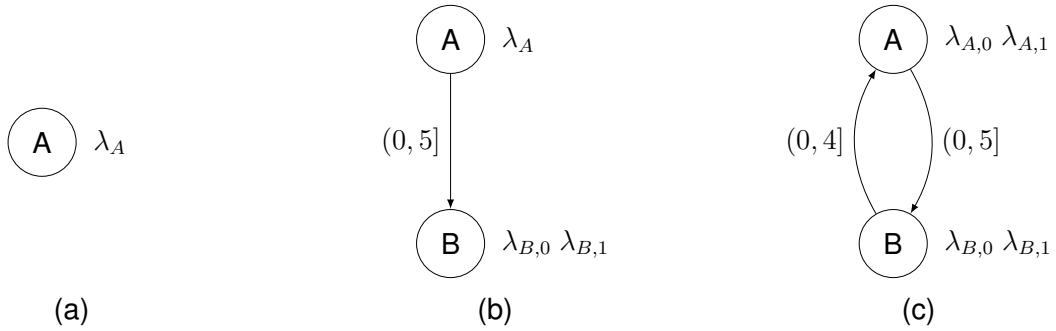 A λ_A
(a)
A λ_A
(0, 5]
B λ_{B,0} λ_{B,1}
(b)
A λ_{A,0} λ_{A,1}
(0, 4] (0, 5]
B λ_{B,0} λ_{B,1}
(c)